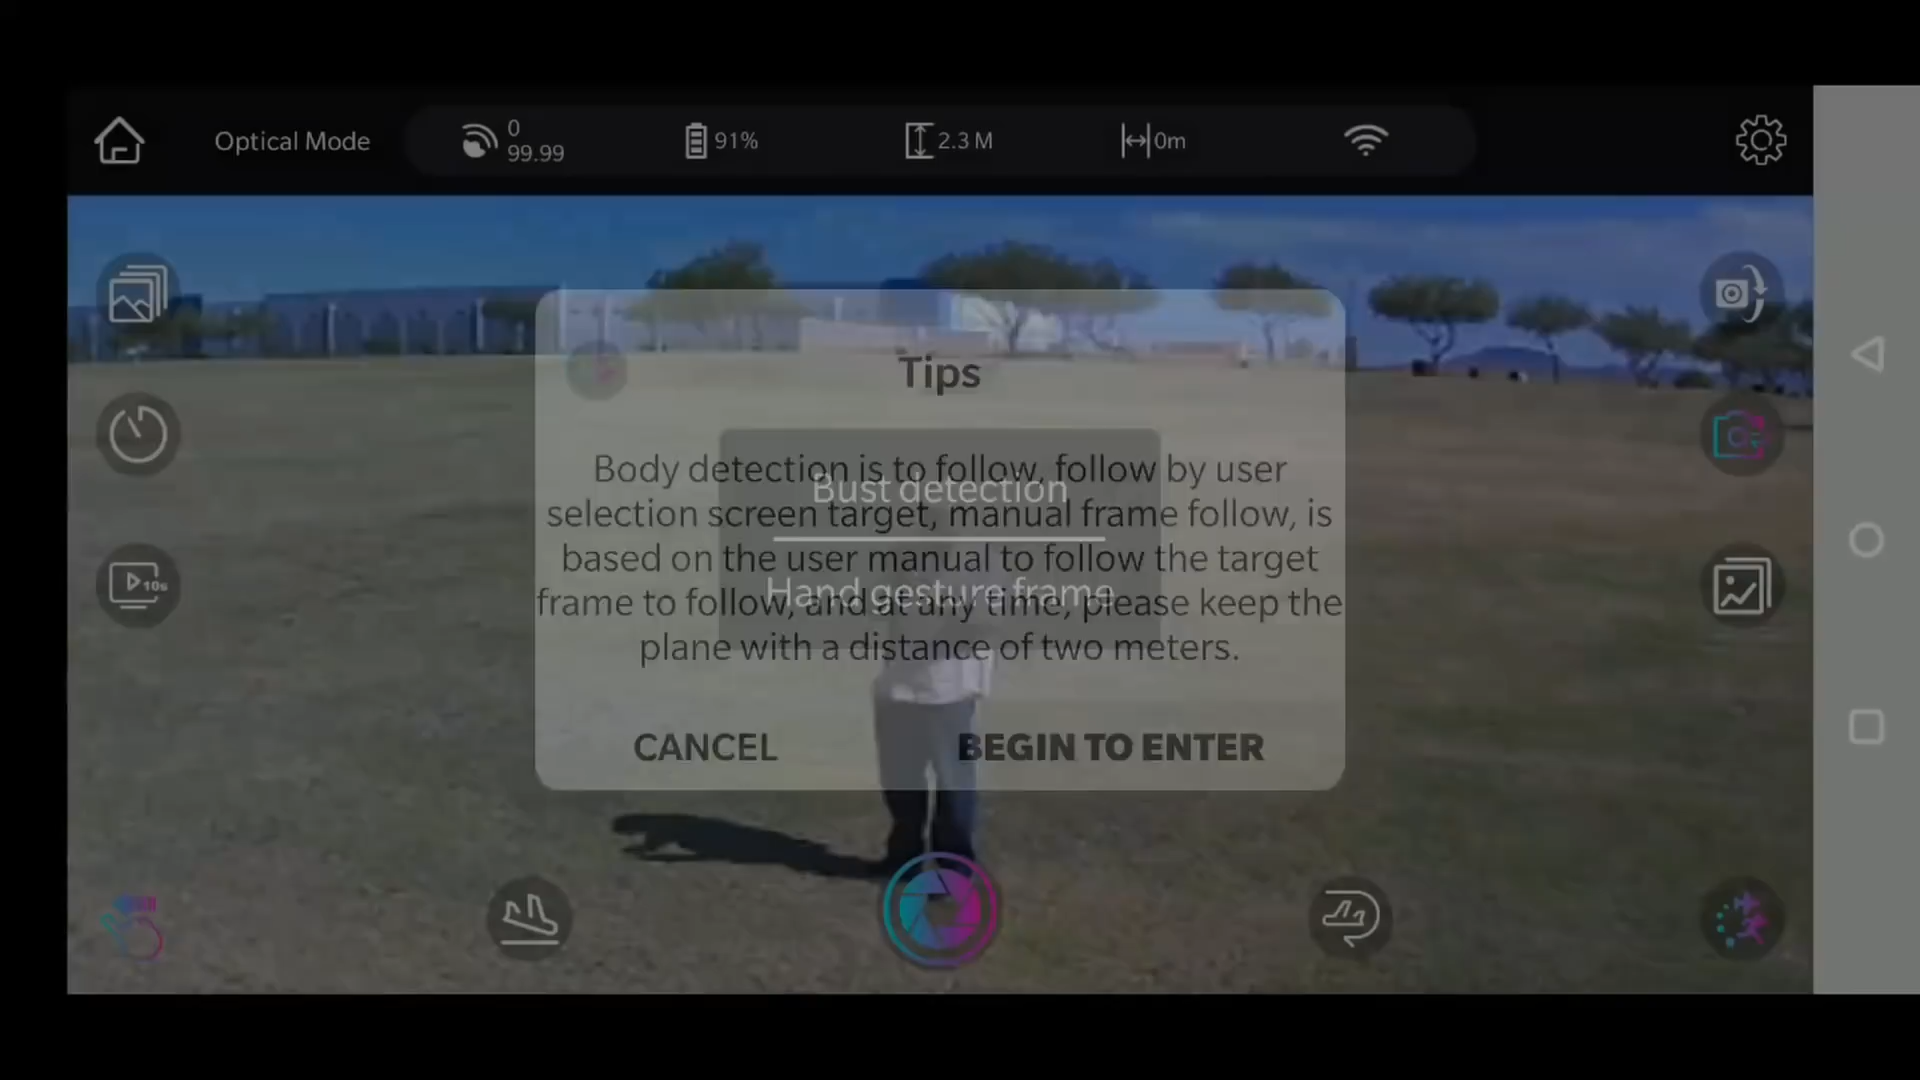 Optical Mode
0
99.99
91%
2.3 M
0m
Tips
Body detection is to follow, follow by user
selection screen target, manual frame follow, is
based on the user manual to follow the target
frame to follow, and at any time, please keep the
plane with a distance of two meters.
Bust detection
Hand gesture frame
10s
CANCEL
BEGIN TO ENTER